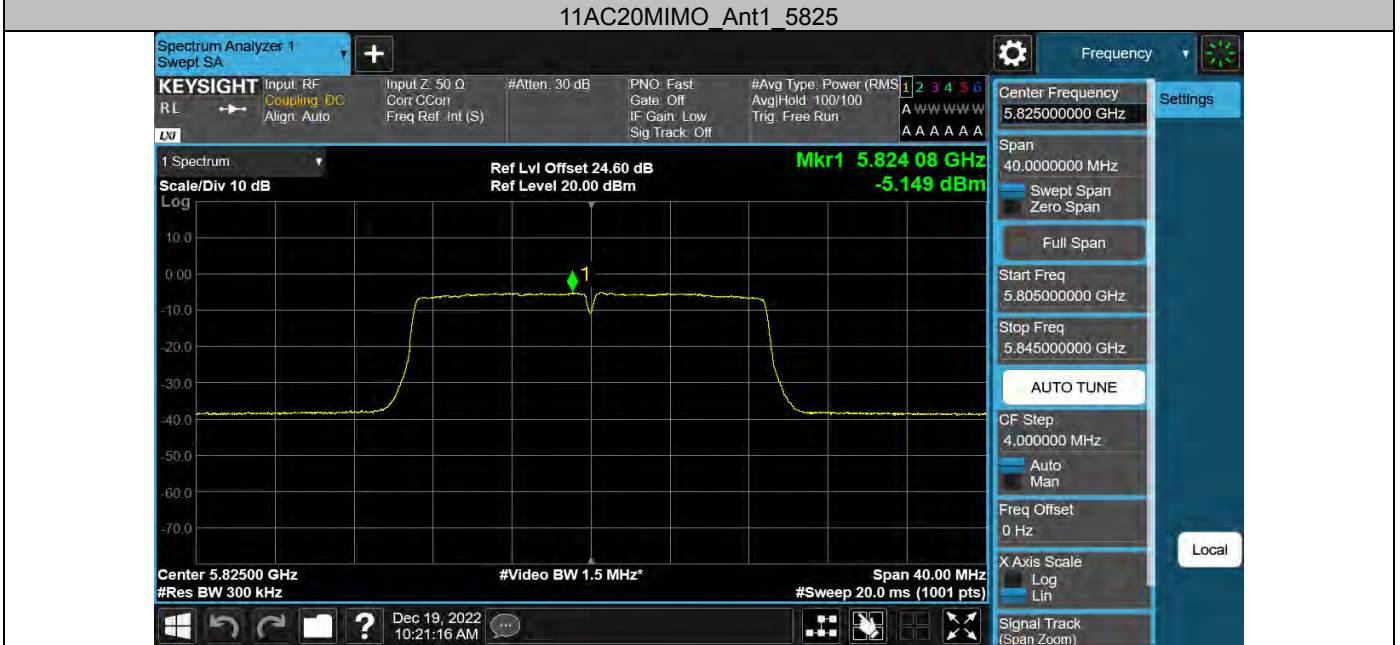 11AC20MIMO_Ant1_5825
Spectrum Analyzer 1
Swept SA
Frequency
KEYSIGHT
R L
LXI
Input: RF
Coupling: DC
Align: Auto
Input Z: 50 Ω
Corr CCorr
Freq Ref: Int (S)
#Atten: 30 dB
PNO: Fast
Gate: Off
IF Gain: Low
Sig Track: Off
#Avg Type: Power (RMS
Avg|Hold: 100/100
Trig: Free Run
1 2 3 4 5 6
A W W W W W
A A A A A A
1 Spectrum
Scale/Div 10 dB
Log
Ref Lvl Offset 24.60 dB
Ref Level 20.00 dBm
Mkr1 5.824 08 GHz
-5.149 dBm
10.0
0.00
-10.0
-20.0
-30.0
-40.0
-50.0
-60.0
-70.0
1
Center 5.82500 GHz
#Res BW 300 kHz
#Video BW 1.5 MHz*
Span 40.00 MHz
#Sweep 20.0 ms (1001 pts)
Dec 19, 2022
10:21:16 AM
Center Frequency
5.825000000 GHz
Span
40.0000000 MHz
Swept Span
Zero Span
Full Span
Start Freq
5.805000000 GHz
Stop Freq
5.845000000 GHz
AUTO TUNE
CF Step
4.000000 MHz
Auto
Man
Freq Offset
0 Hz
X Axis Scale
Log
Lin
Signal Track
(Span Zoom)
Settings
Local